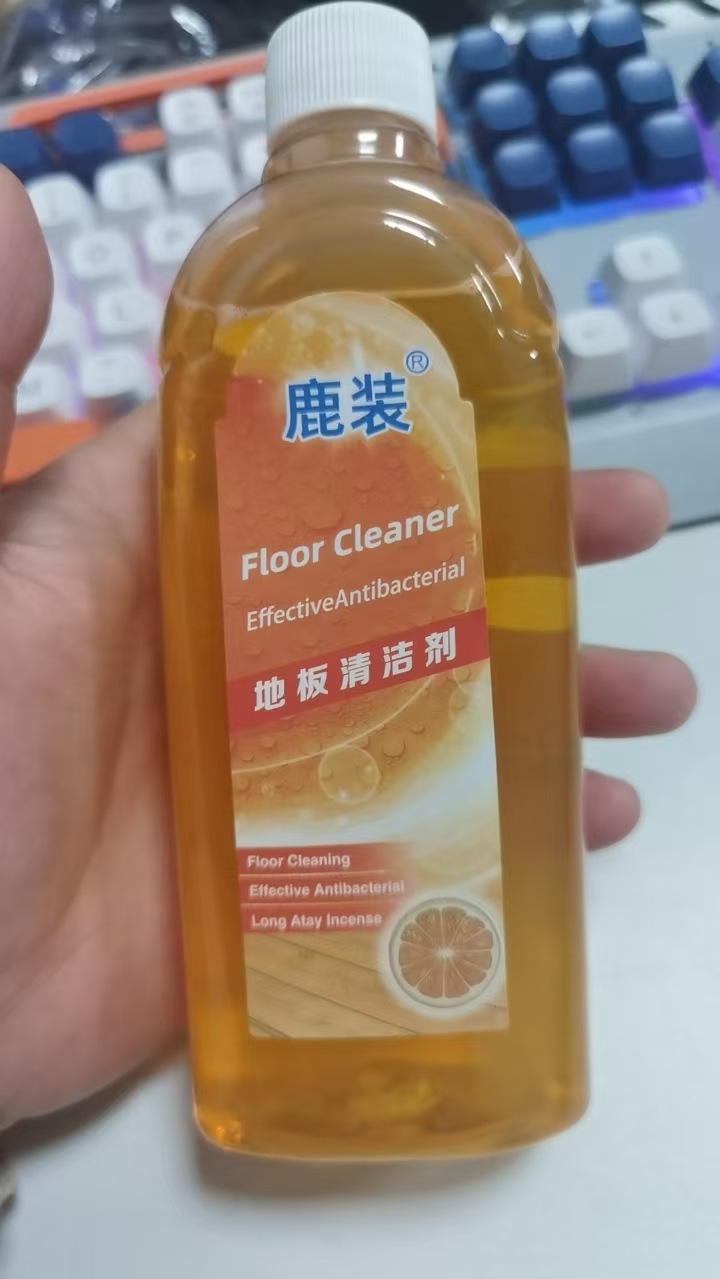 鹿装®
Floor Cleaner
EffectiveAntibacterial
地板清洁剂
Floor Cleaning
Effective Antibacterial
Long Atay Incense